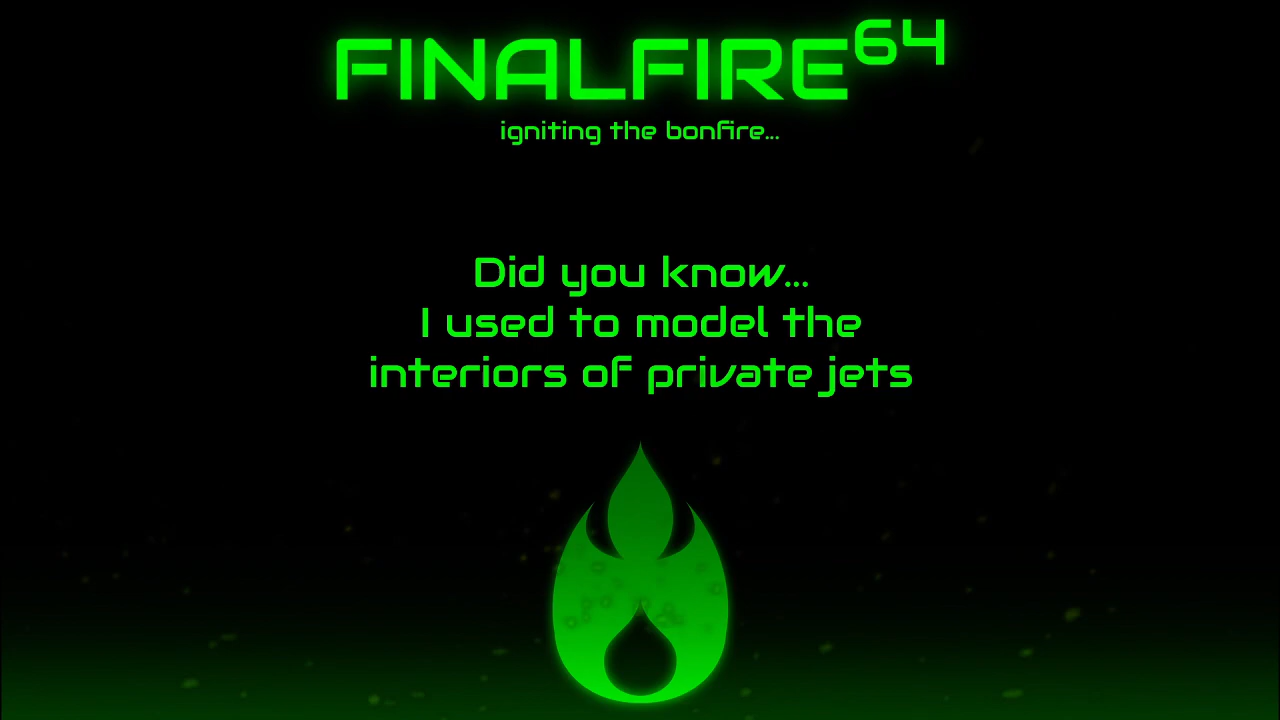 FINALFIRE64
igniting the bonfire...
Did you know...
I used to model the
interiors of private jets